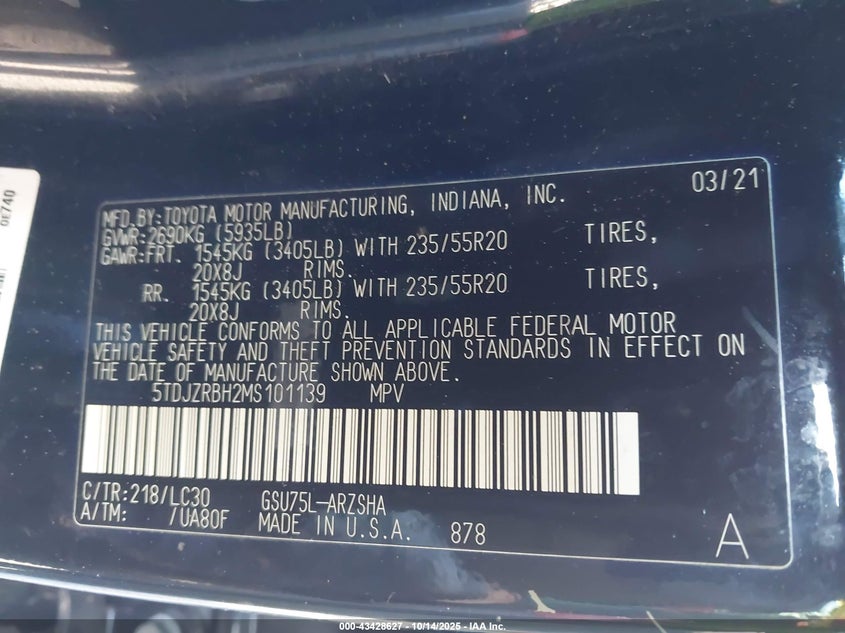 03/21
MFD.BY:TOYOTA MOTOR MANUFACTURING, INDIANA, INC.
GVWR:2690KG (5935LB)
GAWR:FRT. 1545KG (3405LB) WITH 235/55R20 TIRES,
20X8J RIMS.
RR. 1545KG (3405LB) WITH 235/55R20 TIRES,
20X8J RIMS.
THIS VEHICLE CONFORMS TO ALL APPLICABLE FEDERAL MOTOR
VEHICLE SAFETY AND THEFT PREVENTION STANDARDS IN EFFECT ON
THE DATE OF MANUFACTURE SHOWN ABOVE.
5TDJZRBH2MS101139 MPV
C/TR:218/LC30 GSU75L-ARZSHA
A/TM: /UA80F MADE IN U.S.A. 878 A
0E740
000-43428627 - 10/14/2025 - IAA Inc.